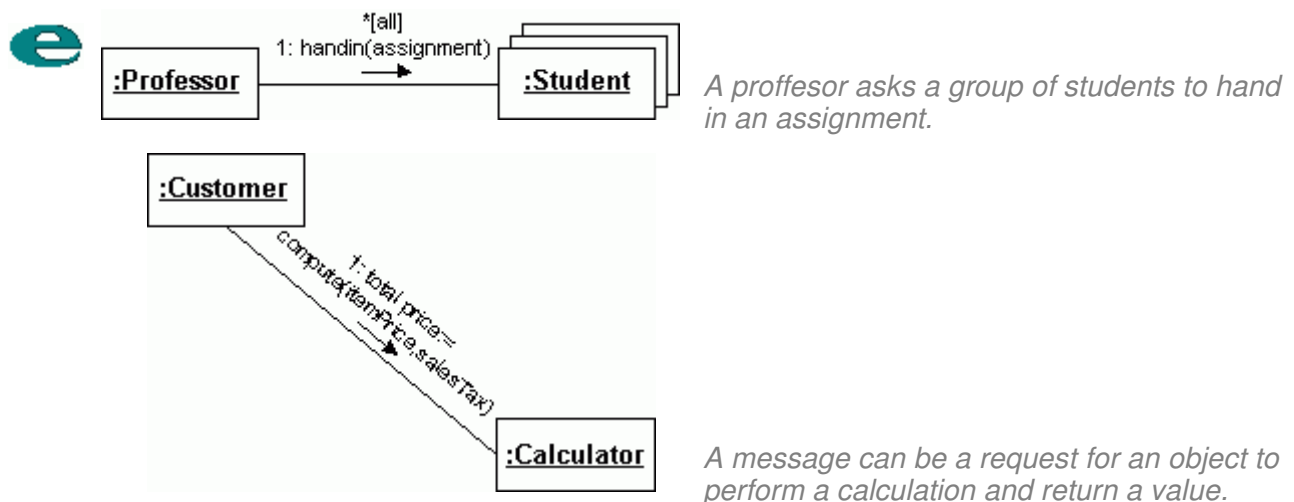 e
*[all]
1: handin(assignment)
:Professor
:Student
A proffesor asks a group of students to hand
in an assignment.
:Customer
1: total price:=
compute(itemPrice,salesTax)
:Calculator
A message can be a request for an object to
perform a calculation and return a value.